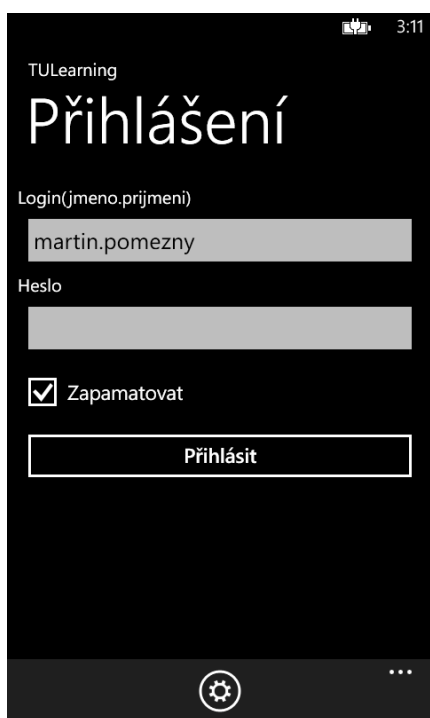 3:11
TULearning
Přihlášení
Login(jmeno.prijmeni)
martin.pomezny
Heslo
Zapamatovat
Přihlásit